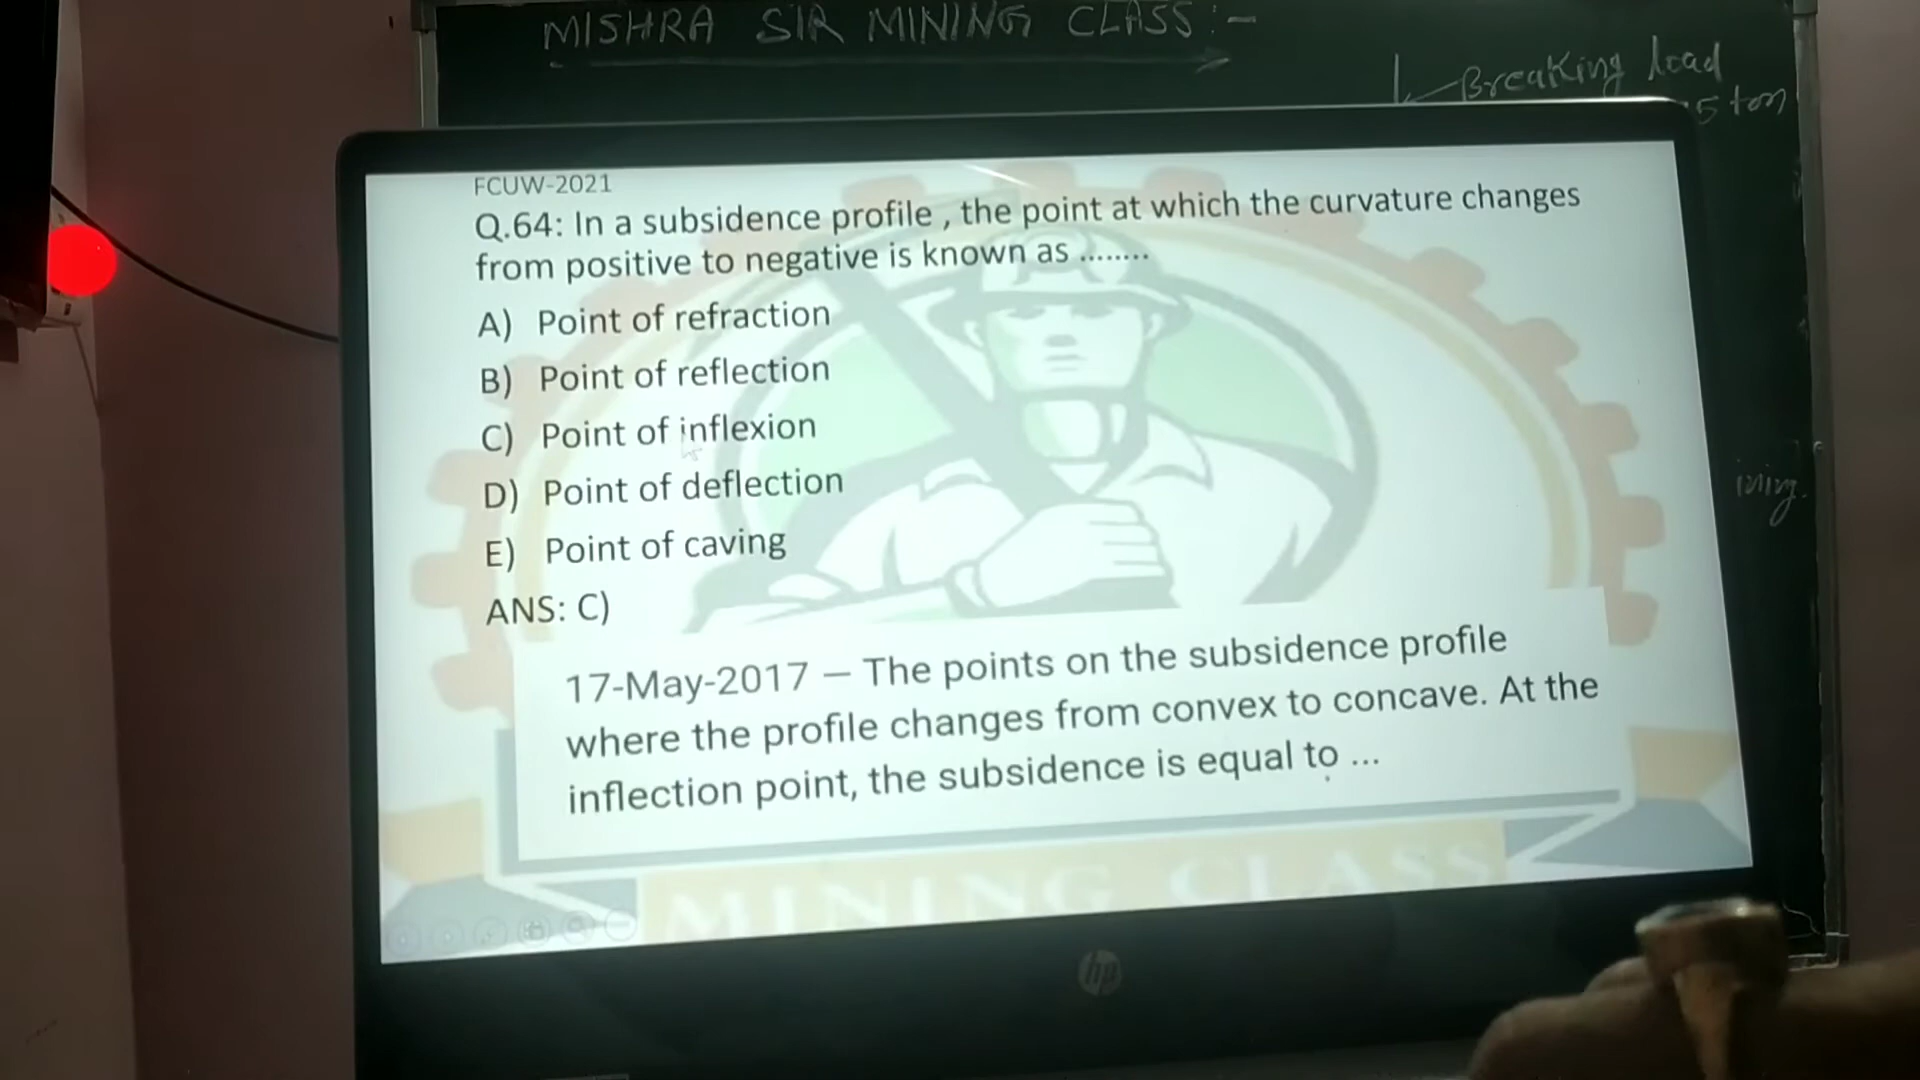 MISHRA SIR MINING CLASS :-
Breaking load
5 ton
FCUW-2021
Q.64: In a subsidence profile , the point at which the curvature changes
from positive to negative is known as ........
A) Point of refraction
B) Point of reflection
C) Point of inflexion
D) Point of deflection
E) Point of caving
ANS: C)
17-May-2017 — The points on the subsidence profile
where the profile changes from convex to concave. At the
inflection point, the subsidence is equal to ...
MINING CLASS
hp